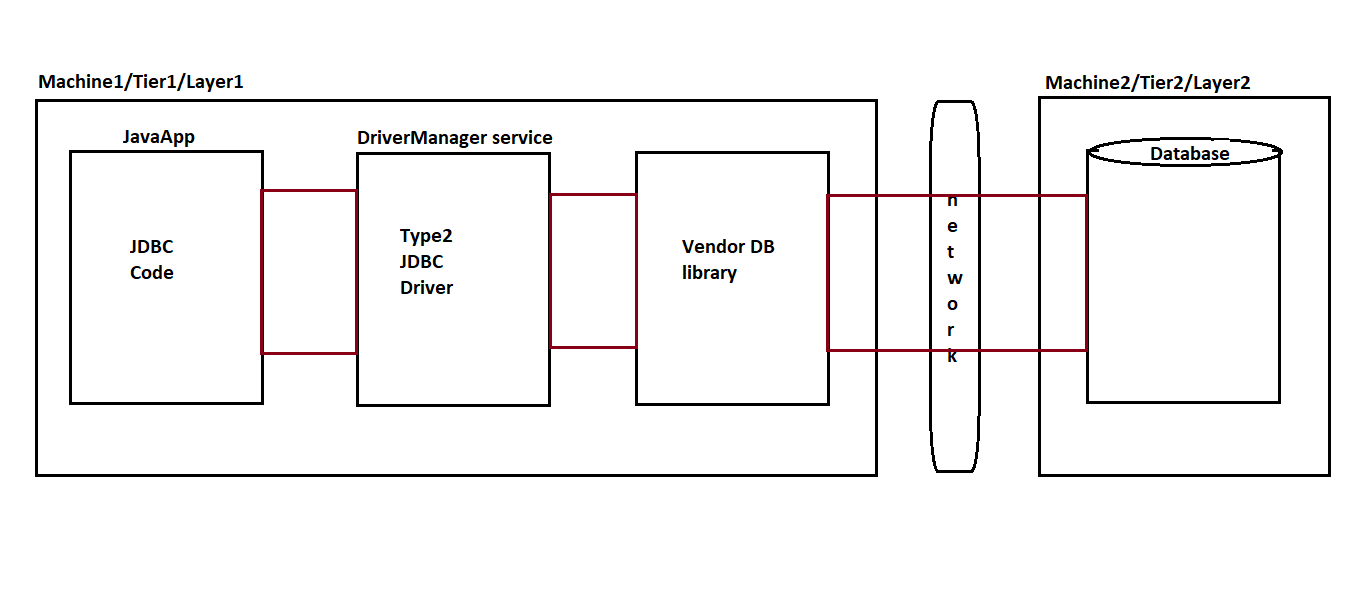 Machine1/Tier1/Layer1
JavaApp
JDBC
Code
DriverManager service
Type2
JDBC
Driver
Vendor DB
library
n
e
t
w
o
r
k
Machine2/Tier2/Layer2
Database